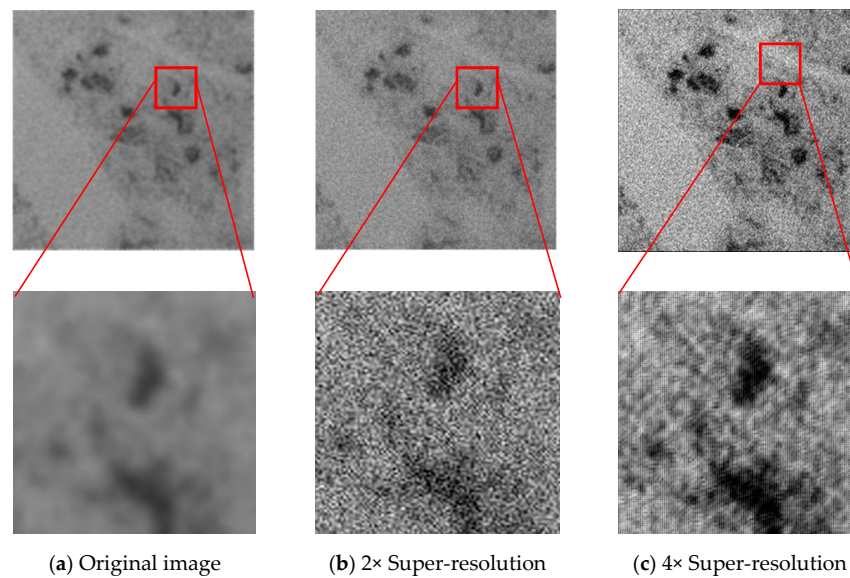 (a) Original image
(b) 2× Super-resolution
(c) 4× Super-resolution